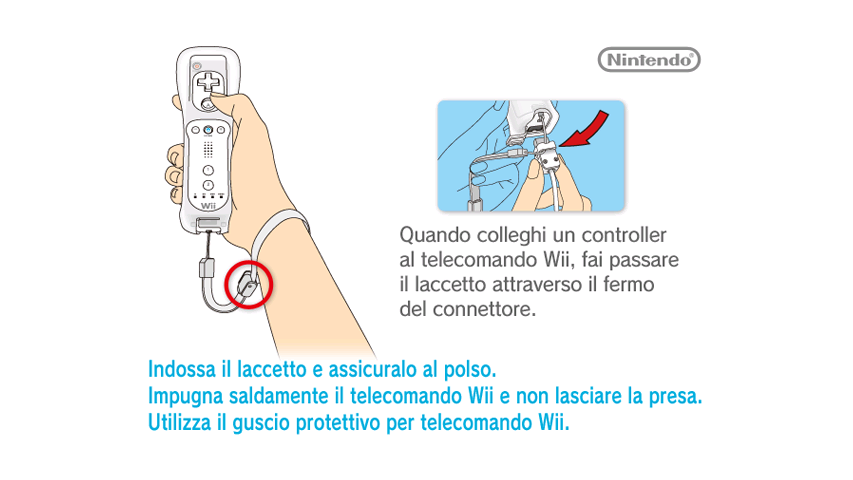 Nintendo®
Wii
Quando colleghi un controller
al telecomando Wii, fai passare
il laccetto attraverso il fermo
del connettore.
Indossa il laccetto e assicuralo al polso.
Impugna saldamente il telecomando Wii e non lasciare la presa.
Utilizza il guscio protettivo per telecomando Wii.